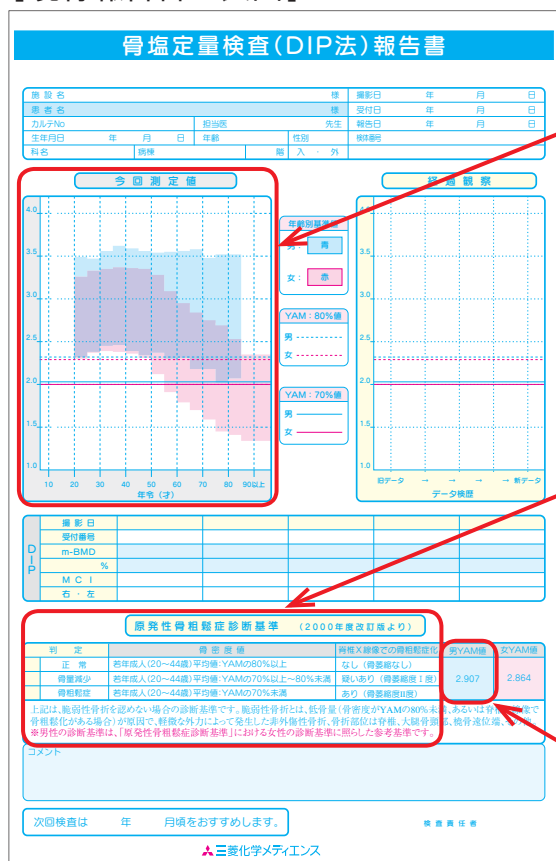 骨塩定量検査(DIP法)報告書
施設名 様 撮影日 年 月 日
患者名 様 受付日 年 月 日
カルテNo 担当医 先生 報告日 年 月 日
生年月日 年 月 日 年齢 性別 検体番号
科名 病棟 階 入・外
今回測定値
経過観察
年齢別基準値
男: 青
女: 赤
YAM:80%値
男
女
YAM:70%値
男
女
4.0
3.5
3.0
2.5
2.0
1.5
1.0
10 20 30 40 50 60 70 80 90以上
年令(才)
4.0
3.5
3.0
2.5
2.0
1.5
1.0
旧データ → → → 新データ
データ検歴
DIP
撮影日
受付番号
m-BMD
%
MCI
右・左
原発性骨粗鬆症診断基準 (2000年度改訂版より)
判定 骨密度値 脊椎X線像での骨粗鬆症化 男YAM値 女YAM値
正常 若年成人(20〜44歳)平均値:YAMの80%以上 なし(骨萎縮なし)
骨量減少 若年成人(20〜44歳)平均値:YAMの70%以上〜80%未満 疑いあり(骨萎縮度I度) 2.907 2.864
骨粗鬆症 若年成人(20〜44歳)平均値:YAMの70%未満 あり(骨萎縮度II度)
上記は、脆弱性骨折を認めない場合の診断基準です。脆弱性骨折とは、低骨量(骨密度がYAMの80%未満、あるいは脊椎X線像で
骨粗鬆化がある場合)が原因で、軽微な外力によって発生した非外傷性骨折、骨折部位は脊椎、大腿骨頸部、橈骨遠位端、その他。
※男性の診断基準は、「原発性骨粗鬆症診断基準」における女性の診断基準に照らした参考基準です。
コメント
次回検査は 年 月頃をおすすめします。
検査責任者
三菱化学メディエンス